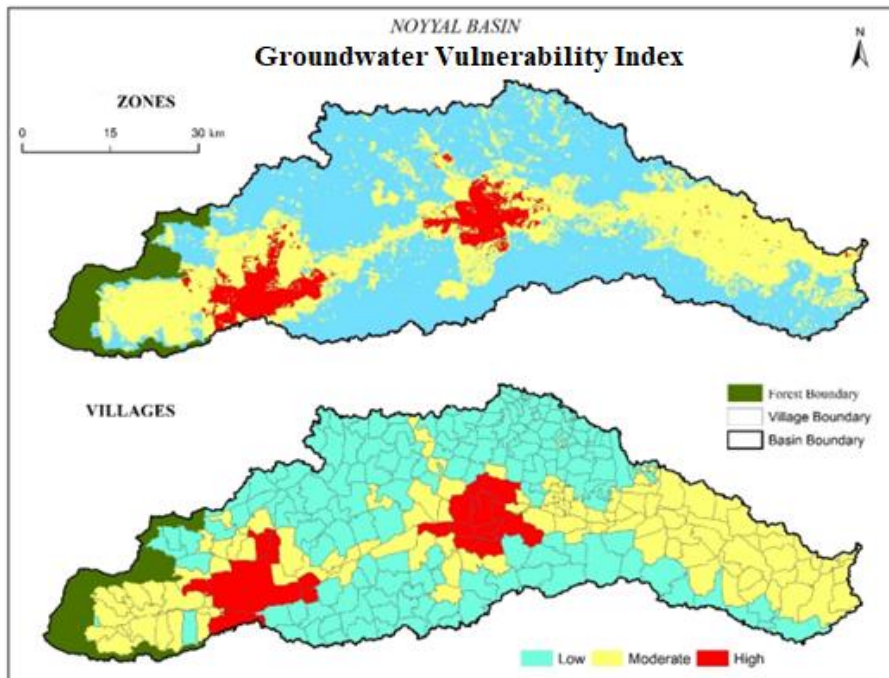 NOYYAL BASIN
Groundwater Vulnerability Index
N
ZONES
0 15 30 km
VILLAGES
Forest Boundary
Village Boundary
Basin Boundary
Low Moderate High